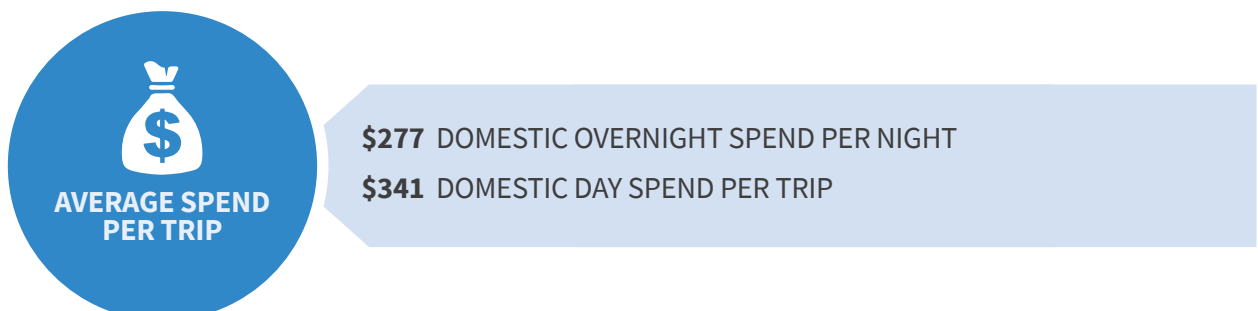 $
AVERAGE SPEND
PER TRIP
$277 DOMESTIC OVERNIGHT SPEND PER NIGHT
$341 DOMESTIC DAY SPEND PER TRIP